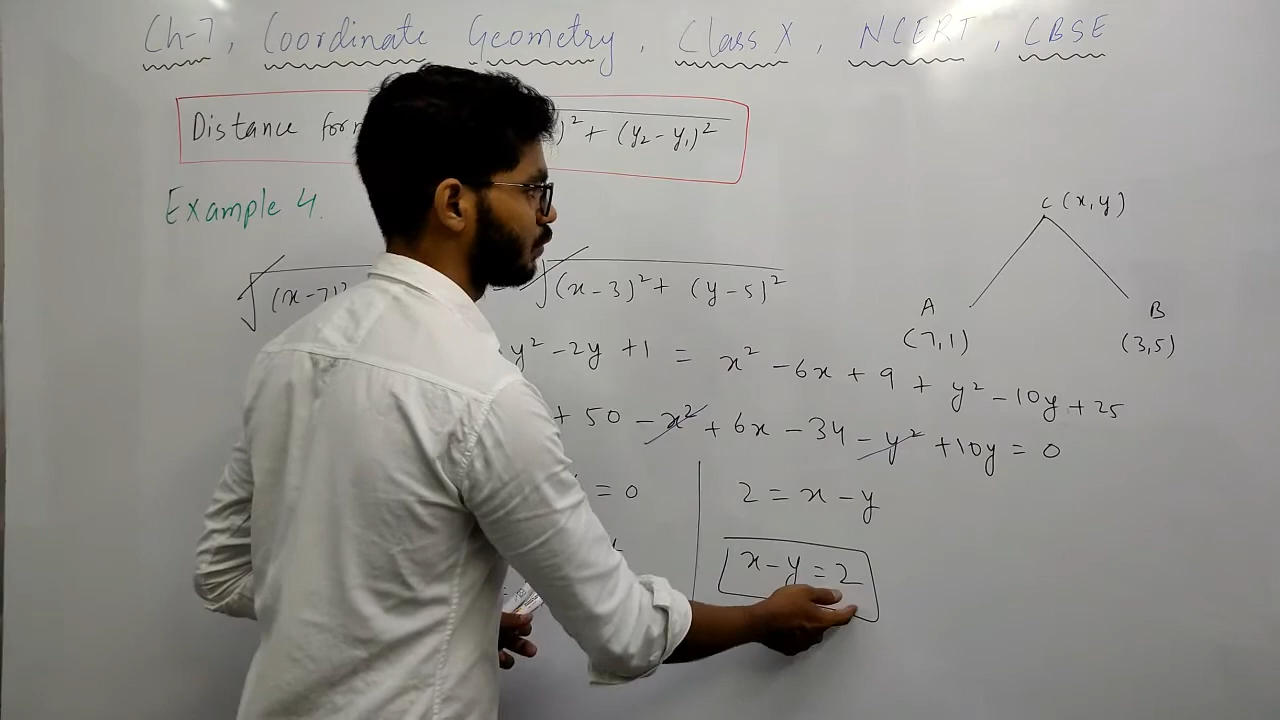 Ch-7, Coordinate Geometry, Class X, NCERT, CBSE
Distance )² + (y₂ - y₁)²
Example 4.
C (x, y)
√(x-7)² √(x-3)² + (y-5)²
A
(7,1)
B
(3,5)
y² - 2y + 1 = x² - 6x + 9 + y² - 10y + 25
+ 50 - x² + 6x - 34 - y² + 10y = 0
= 0
2 = x - y
x - y = 2